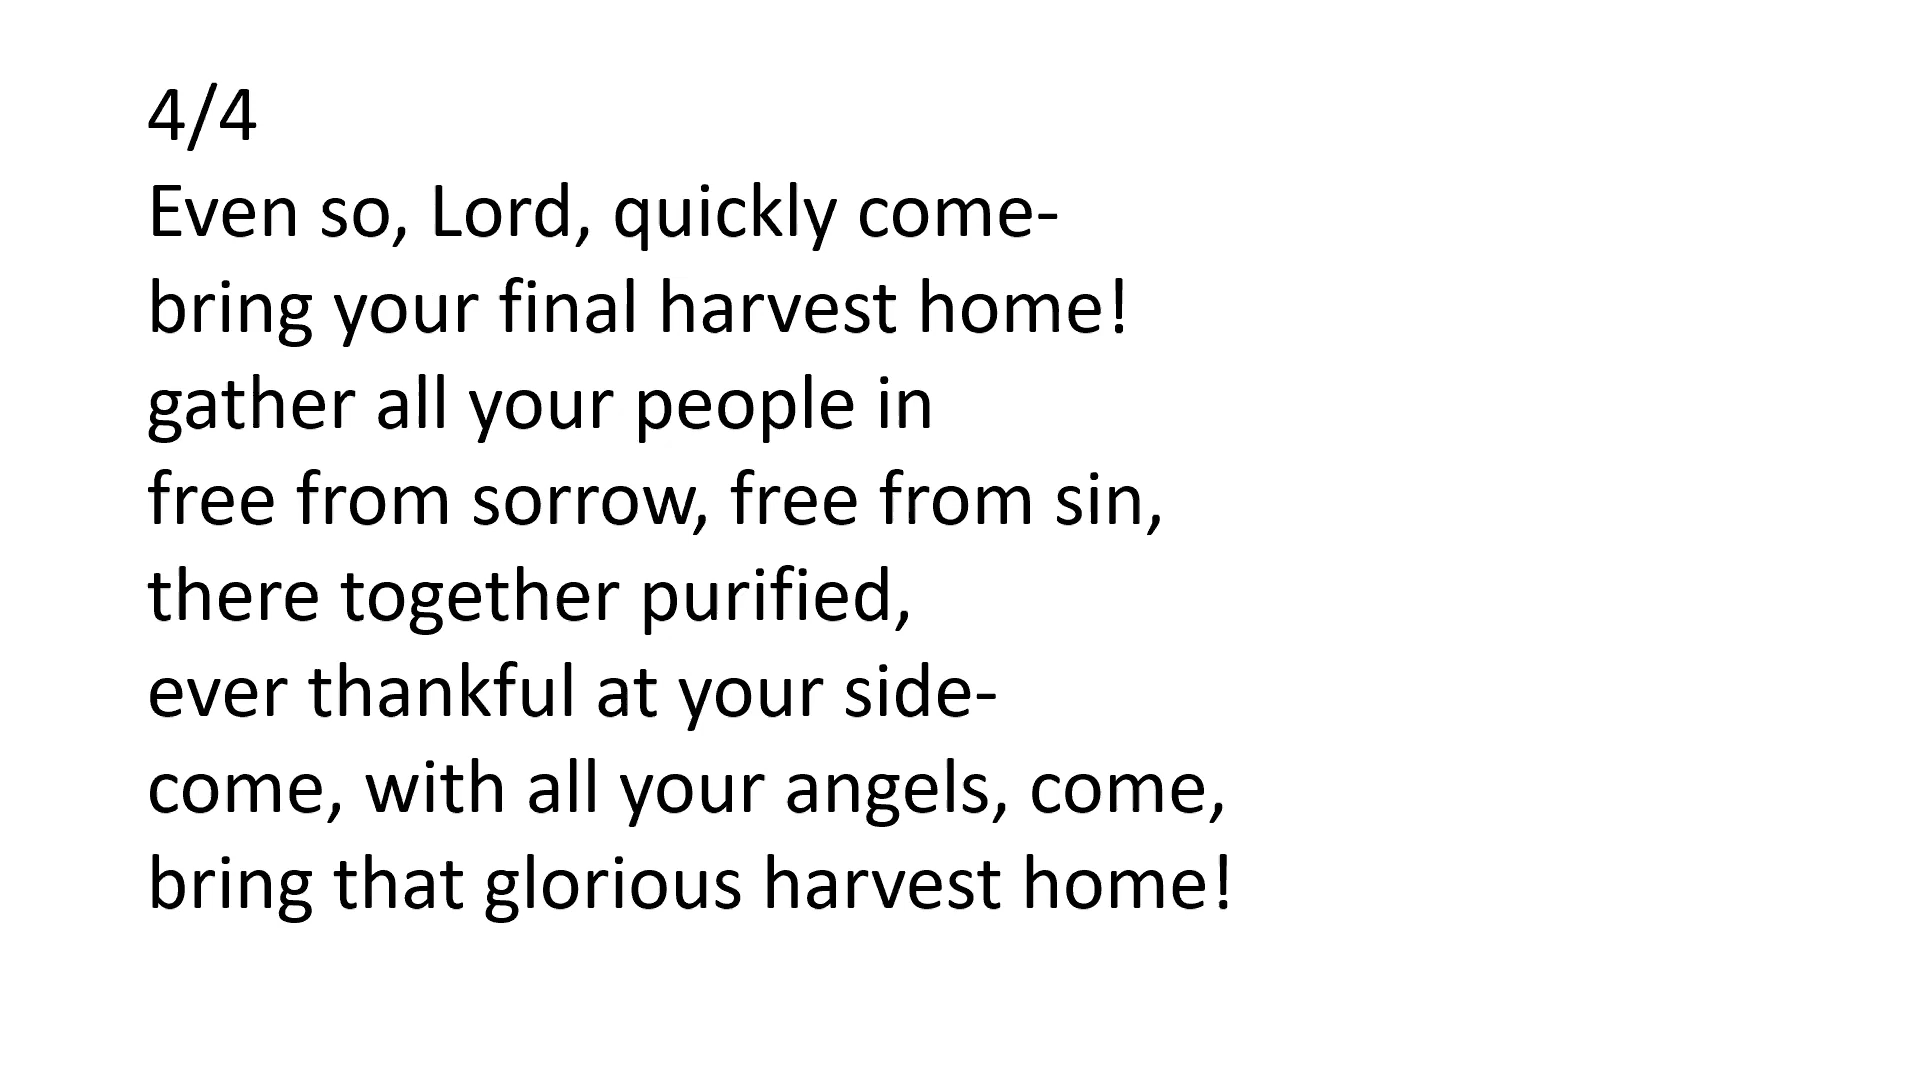 4/4
Even so, Lord, quickly come-
bring your final harvest home!
gather all your people in
free from sorrow, free from sin,
there together purified,
ever thankful at your side-
come, with all your angels, come,
bring that glorious harvest home!